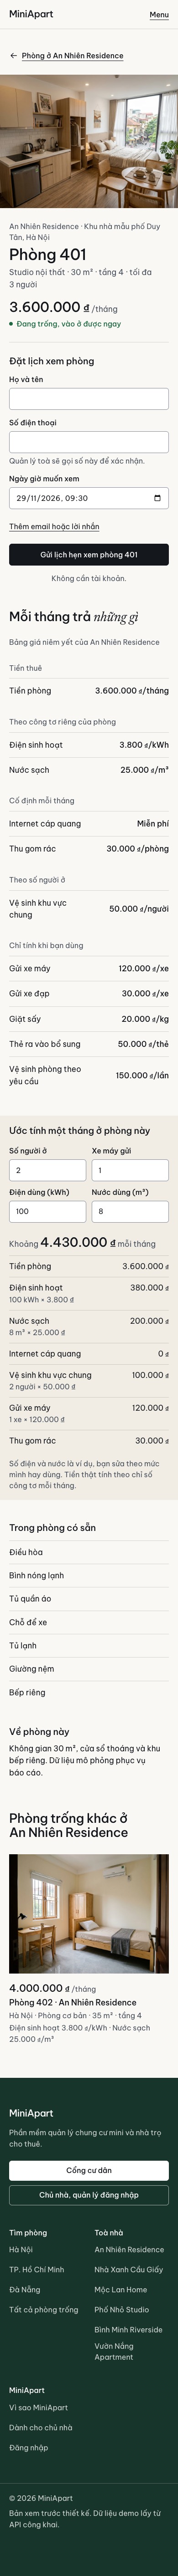 MiniApart
Menu
← Phòng ở An Nhiên Residence
An Nhiên Residence · Khu nhà mẫu phố Duy
Tân, Hà Nội
Phòng 401
Studio nội thất · 30 m² · tầng 4 · tối đa
3 người
3.600.000 ₫ /tháng
Đang trống, vào ở được ngay
Đặt lịch xem phòng
Họ và tên
Số điện thoại
Quản lý toà sẽ gọi số này để xác nhận.
Ngày giờ muốn xem
29/11/2026, 09:30
Thêm email hoặc lời nhắn
Gửi lịch hẹn xem phòng 401
Không cần tài khoản.
Mỗi tháng trả những gì
Bảng giá niêm yết của An Nhiên Residence
Tiền thuê
Tiền phòng 3.600.000 ₫/tháng
Theo công tơ riêng của phòng
Điện sinh hoạt 3.800 ₫/kWh
Nước sạch 25.000 ₫/m³
Cố định mỗi tháng
Internet cáp quang Miễn phí
Thu gom rác 30.000 ₫/phòng
Theo số người ở
Vệ sinh khu vực
chung
50.000 ₫/người
Chỉ tính khi bạn dùng
Gửi xe máy 120.000 ₫/xe
Gửi xe đạp 30.000 ₫/xe
Giặt sấy 20.000 ₫/kg
Thẻ ra vào bổ sung 50.000 ₫/thẻ
Vệ sinh phòng theo
yêu cầu
150.000 ₫/lần
Ước tính một tháng ở phòng này
Số người ở Xe máy gửi
2 1
Điện dùng (kWh) Nước dùng (m³)
100 8
Khoảng 4.430.000 ₫ mỗi tháng
Tiền phòng 3.600.000 ₫
Điện sinh hoạt 380.000 ₫
100 kWh × 3.800 ₫
Nước sạch 200.000 ₫
8 m³ × 25.000 ₫
Internet cáp quang 0 ₫
Vệ sinh khu vực chung 100.000 ₫
2 người × 50.000 ₫
Gửi xe máy 120.000 ₫
1 xe × 120.000 ₫
Thu gom rác 30.000 ₫
Số điện và nước là ví dụ, bạn sửa theo mức
mình hay dùng. Tiền thật tính theo chỉ số
công tơ mỗi tháng.
Trong phòng có sẵn
Điều hòa
Bình nóng lạnh
Tủ quần áo
Chỗ để xe
Tủ lạnh
Giường nệm
Bếp riêng
Về phòng này
Không gian 30 m², cửa sổ thoáng và khu
bếp riêng. Dữ liệu mô phỏng phục vụ
báo cáo.
Phòng trống khác ở
An Nhiên Residence
4.000.000 ₫ /tháng
Phòng 402 · An Nhiên Residence
Hà Nội · Phòng cơ bản · 35 m² · tầng 4
Điện sinh hoạt 3.800 ₫/kWh · Nước sạch
25.000 ₫/m³
MiniApart
Phần mềm quản lý chung cư mini và nhà trọ
cho thuê.
Cổng cư dân
Chủ nhà, quản lý đăng nhập
Tìm phòng
Hà Nội
TP. Hồ Chí Minh
Đà Nẵng
Tất cả phòng trống
Toà nhà
An Nhiên Residence
Nhà Xanh Cầu Giấy
Mộc Lan Home
Phố Nhỏ Studio
Bình Minh Riverside
Vườn Nắng
Apartment
MiniApart
Vì sao MiniApart
Dành cho chủ nhà
Đăng nhập
© 2026 MiniApart
Bản xem trước thiết kế. Dữ liệu demo lấy từ
API công khai.